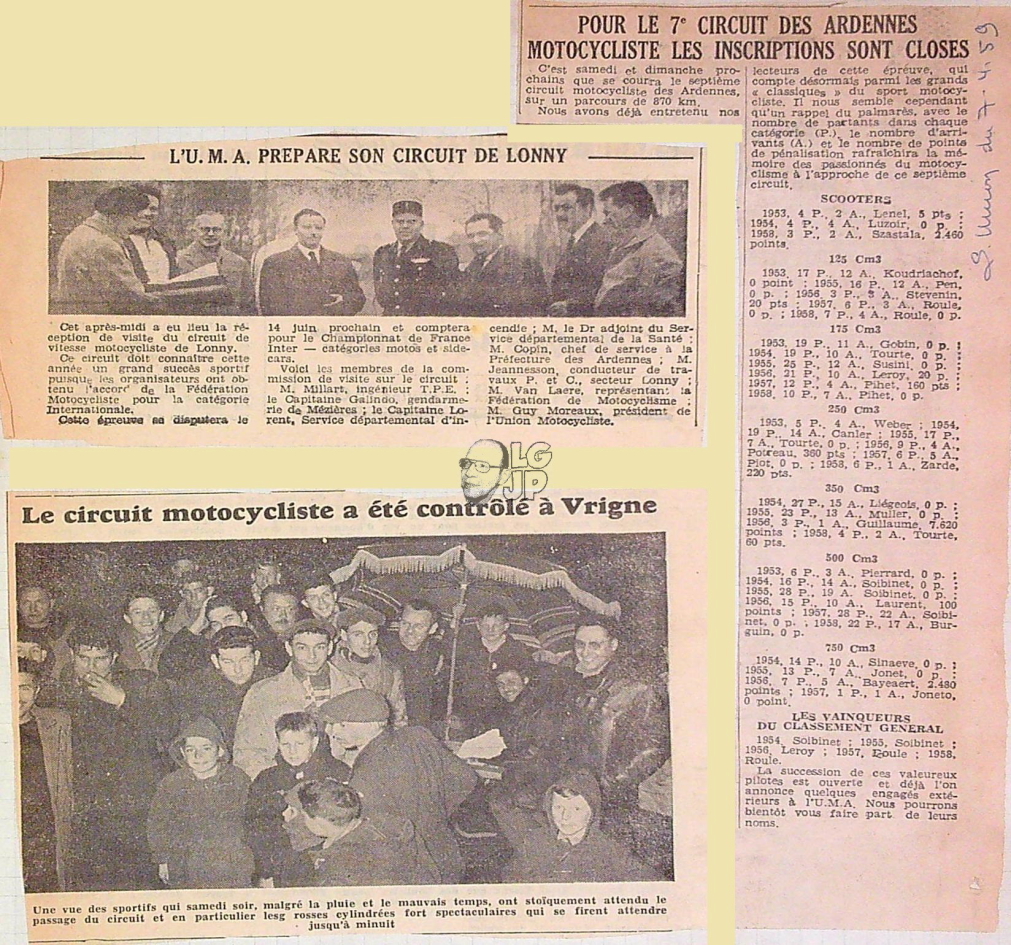 POUR LE 7e CIRCUIT DES ARDENNES
MOTOCYCLISTE LES INSCRIPTIONS SONT CLOSES
C'est samedi et dimanche pro-
chains que se courra le septième
circuit motocycliste des Ardennes,
sur un parcours de 870 km.
Nous avons déjà entretenu nos
lecteurs de cette épreuve, qui
compte désormais parmi les grands
« classiques » du sport motocy-
cliste. Il nous semble cependant
qu'un rappel du palmarès, avec le
nombre de partants dans chaque
catégorie (P.), le nombre d'arri-
vants (A.) et le nombre de points
de pénalisation rafraîchira la mé-
moire des passionnés du motocy-
clisme à l'approche de ce septième
circuit.
SCOOTERS
1953, 4 P., 2 A., Lenel, 5 pts ;
1954, 4 P., 4 A., Luzoir, 0 p. ;
1958, 3 P., 2 A., Szastala, 2.460
points.
125 Cm3
1953, 17 P., 12 A., Koudriachof,
0 point ; 1955, 16 P., 12 A., Pen,
0 p. ; 1956, 3 P., 3 A., Stevenin,
20 pts ; 1957, 6 P., 3 A., Roule,
0 p. ; 1958, 7 P., 4 A., Roule, 0 p.
175 Cm3
1953, 19 P., 11 A., Gobin, 0 p. ;
1954, 19 P., 10 A., Tourte, 0 p. ;
1955, 25 P., 12 A., Susini, 0 p. ;
1956, 21 P., 10 A., Leroy, 20 p. ;
1957, 12 P., 4 A., Pihet, 160 pts ;
1958, 10 P., 7 A., Pihet, 0 p.
250 Cm3
1953, 5 P., 4 A., Weber ; 1954,
19 P., 14 A., Canler ; 1955, 17 P.,
7 A., Tourte, 0 p. ; 1956, 9 P., 4 A.,
Potreau, 360 pts ; 1957, 6 P., 5 A.,
Piot, 0 p. ; 1958, 6 P., 1 A., Zarde,
220 pts.
350 Cm3
1954, 27 P., 15 A., Liégeois, 0 p. ;
1955, 23 P., 13 A., Muller, 0 p. ;
1956, 3 P., 1 A., Guillaume, 7.620
points ; 1958, 4 P., 2 A., Tourte,
60 pts.
500 Cm3
1953, 6 P., 3 A., Pierrard, 0 p. ;
1954, 16 P., 14 A., Soibinet, 0 p. ;
1955, 28 P., 19 A., Soibinet, 0 p. ;
1956, 15 P., 10 A., Laurent, 100
points ; 1957, 28 P., 22 A., Soibi-
net, 0 p. ; 1958, 22 P., 17 A., Bur-
guin, 0 p.
750 Cm3
1954, 14 P., 10 A., Sinaeve, 0 p. ;
1955, 13 P., 7 A., Jonet, 0 p. ;
1956, 7 P., 5 A., Bayeaert, 2.480
points ; 1957, 1 P., 1 A., Joneto,
0 point.
LES VAINQUEURS
DU CLASSEMENT GENERAL
1954, Soibinet ; 1955, Soibinet ;
1956, Leroy ; 1957, Roule ; 1958,
Roule.
La succession de ces valeureux
pilotes est ouverte et déjà l'on
annonce quelques engagés exté-
rieurs à l'U.M.A. Nous pourrons
bientôt vous faire part de leurs
noms.
du 7-4-59
L'U. M. A. PREPARE SON CIRCUIT DE LONNY
Cet après-midi a eu lieu la ré-
ception de visite du circuit de
vitesse motocycliste de Lonny.
Ce circuit doit connaître cette
année un grand succès sportif
puisque les organisateurs ont ob-
tenu l'accor' de la Fédération
Motocycliste pour la catégorie
Internationale.
Cette épreuve se disputera le
14 juin prochain et comptera
pour le Championnat de France
Inter — catégories motos et side-
cars.
Voici les membres de la com-
mission de visite sur le circuit :
M. Millart, ingénieur T.P.E. ;
le Capitaine Galindo, gendarme-
rie de Mézières ; le Capitaine Lo-
rent, Service départemental d'in-
cendie ; M. le Dr adjoint du Ser-
vice départemental de la Santé ;
M. Copin, chef de service à la
Préfecture des Ardennes ; M.
Jeannesson, conducteur de tra-
vaux P. et C., secteur Lonny ;
M. Van Laere, représentant la
Fédération de Motocyclisme ;
M. Guy Moreaux, président de
l'Union Motocycliste.
LG
JP
Le circuit motocycliste a été contrôlé à Vrigne
Une vue des sportifs qui samedi soir, malgré la pluie et le mauvais temps, ont stoïquement attendu le
passage du circuit et en particulier lesg rosses cylindrées fort spectaculaires qui se firent attendre
jusqu'à minuit